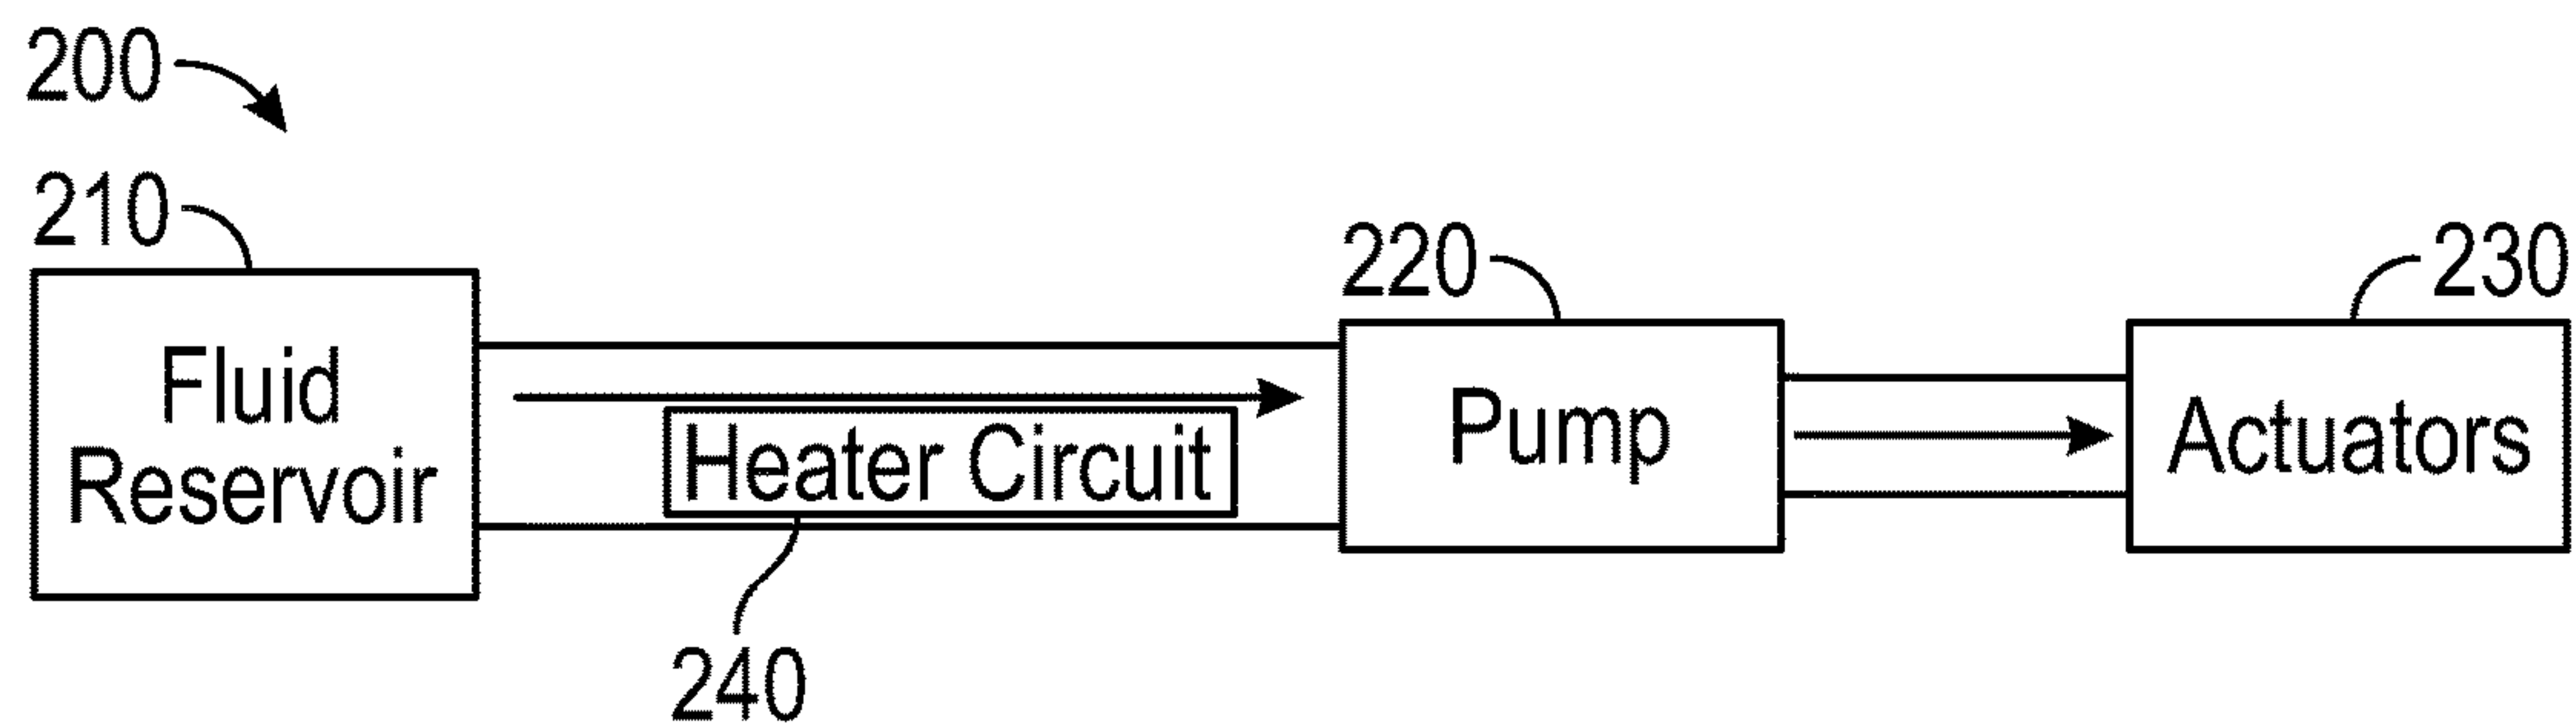 200
210
220
230
Fluid
Reservoir
Heater Circuit
Pump
Actuators
240